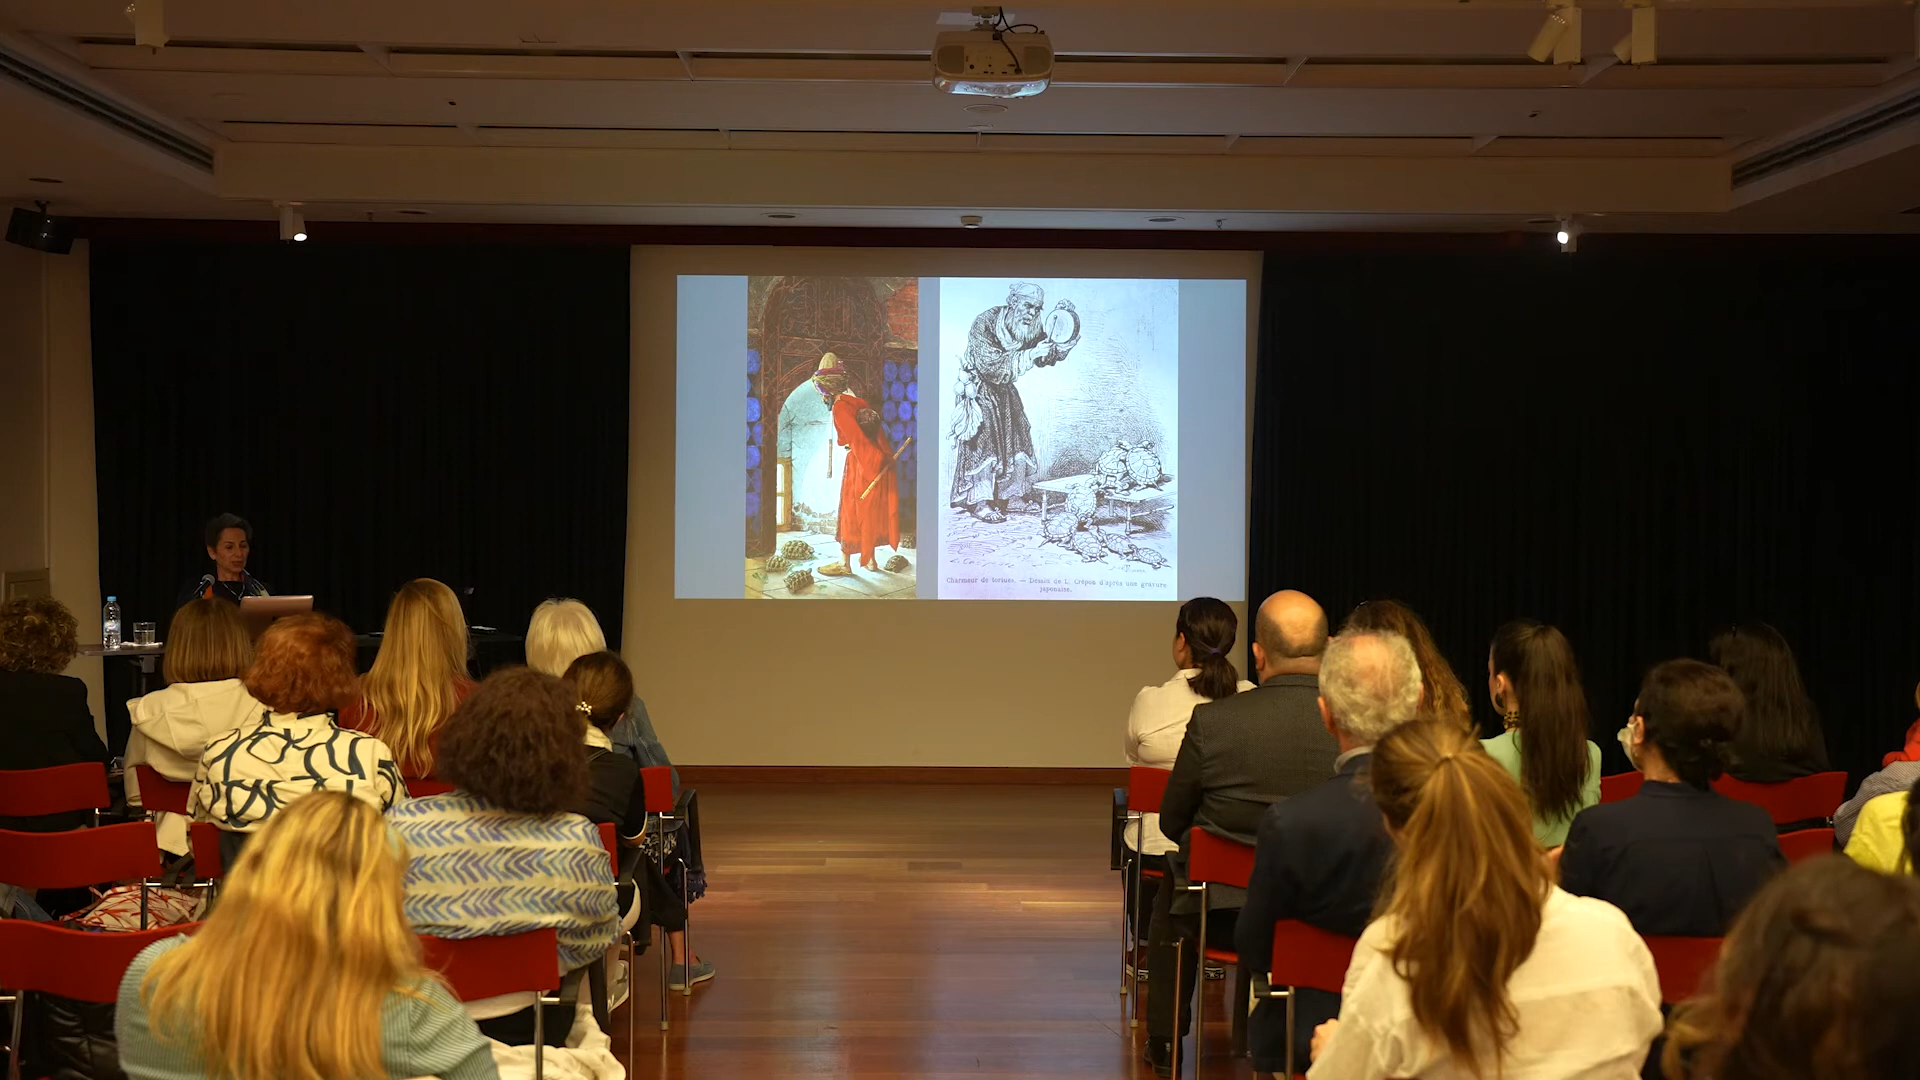 Charmeur de tortues. — Dessin de L. Crépon d'après une gravure
japonaise.